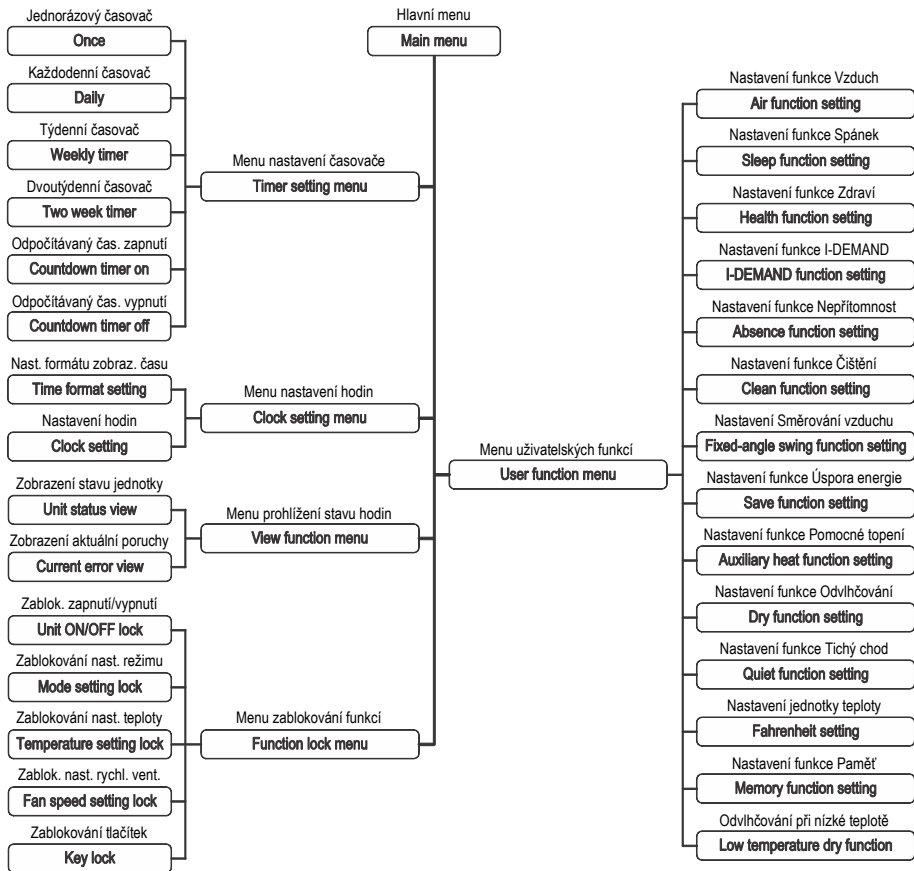 Hlavní menu
Main menu
Jednorázový časovač
Once
Každodenní časovač
Daily
Týdenní časovač
Weekly timer
Dvoutýdenní časovač
Two week timer
Odpočítávaný čas. zapnutí
Countdown timer on
Odpočítávaný čas. vypnutí
Countdown timer off
Menu nastavení časovače
Timer setting menu
Nast. formátu zobraz. času
Time format setting
Nastavení hodin
Clock setting
Menu nastavení hodin
Clock setting menu
Zobrazení stavu jednotky
Unit status view
Zobrazení aktuální poruchy
Current error view
Menu prohlížení stavu hodin
View function menu
Zablok. zapnutí/vypnutí
Unit ON/OFF lock
Zablokování nast. režimu
Mode setting lock
Zablokování nast. teploty
Temperature setting lock
Zablok. nast. rychl. vent.
Fan speed setting lock
Zablokování tlačítek
Key lock
Menu zablokování funkcí
Function lock menu
Menu uživatelských funkcí
User function menu
Nastavení funkce Vzduch
Air function setting
Nastavení funkce Spánek
Sleep function setting
Nastavení funkce Zdraví
Health function setting
Nastavení funkce I-DEMAND
I-DEMAND function setting
Nastavení funkce Nepřítomnost
Absence function setting
Nastavení funkce Čištění
Clean function setting
Nastavení Směrování vzduchu
Fixed-angle swing function setting
Nastavení funkce Úspora energie
Save function setting
Nastavení funkce Pomocné topení
Auxiliary heat function setting
Nastavení funkce Odvlhčování
Dry function setting
Nastavení funkce Tichý chod
Quiet function setting
Nastavení jednotky teploty
Fahrenheit setting
Nastavení funkce Paměť
Memory function setting
Odvlhčování při nízké teplotě
Low temperature dry function